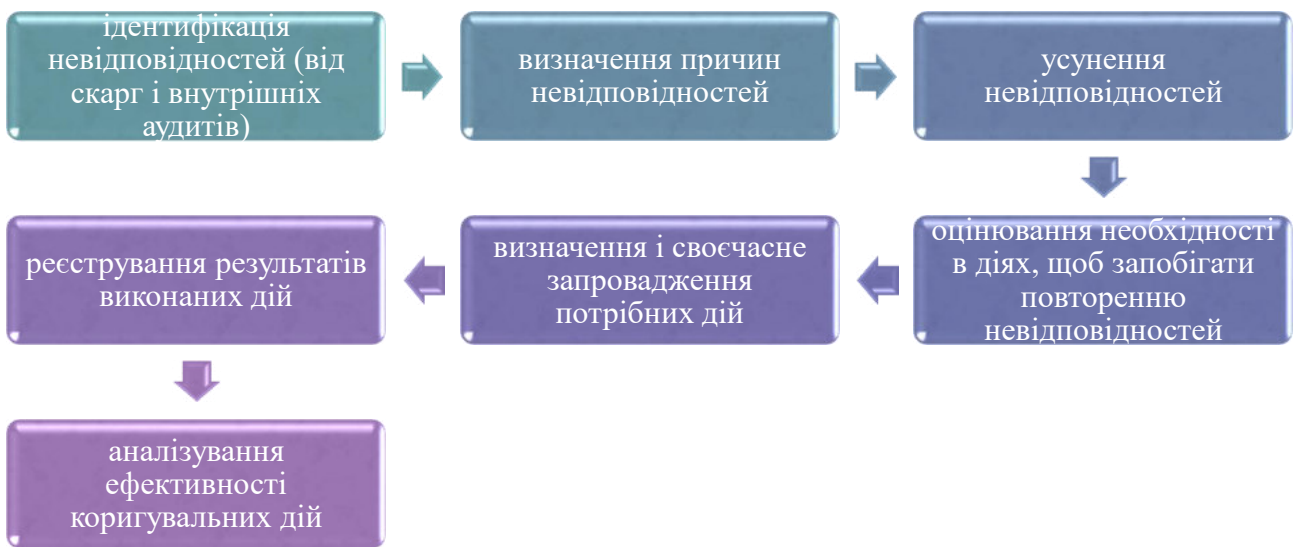 ідентифікація
невідповідностей (від
скарг і внутрішніх
аудитів)
визначення причин
невідповідностей
усунення
невідповідностей
оцінювання необхідності
в діях, щоб запобігати
повторенню
невідповідностей
визначення і своєчасне
запровадження
потрібних дій
реєстрування результатів
виконаних дій
аналізування
ефективності
коригувальних дій